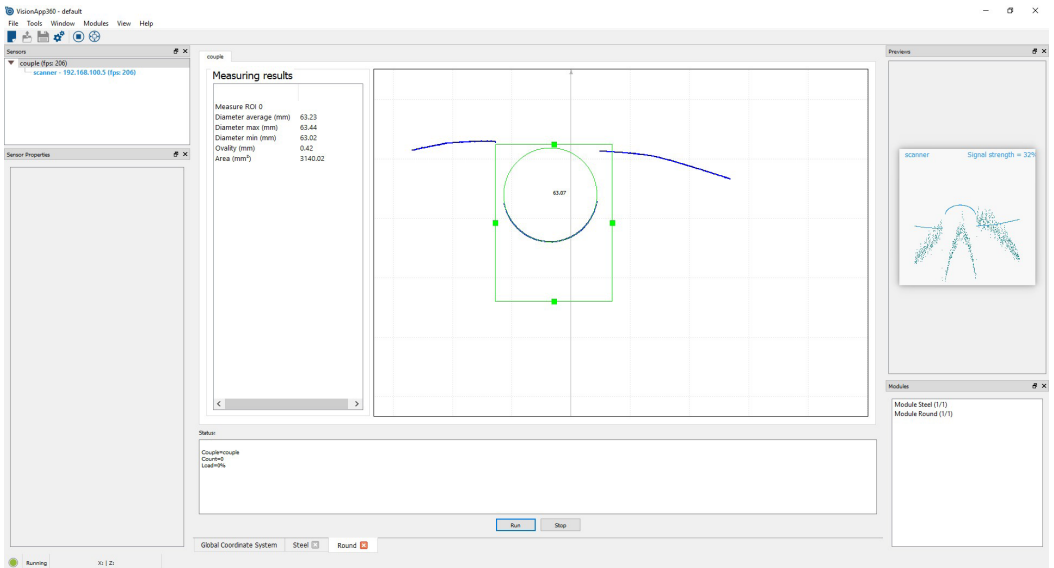 VisionApp360 - default
File Tools Window Modules View Help
Sensors
couple (fps: 206)
scanner - 192.168.100.5 (fps: 206)
Sensor Properties
couple
Measuring results
Measure ROI 0
Diameter average (mm) 63.23
Diameter max (mm) 63.44
Diameter min (mm) 63.02
Ovality (mm) 0.42
Area (mm²) 3140.02
63.07
Status:
Couple=couple
Count=0
Load=0%
Run Stop
Global Coordinate System Steel Round
Previews
scanner Signal strength = 32%
Modules
Module Steel (1/1)
Module Round (1/1)
Running X: | Z: